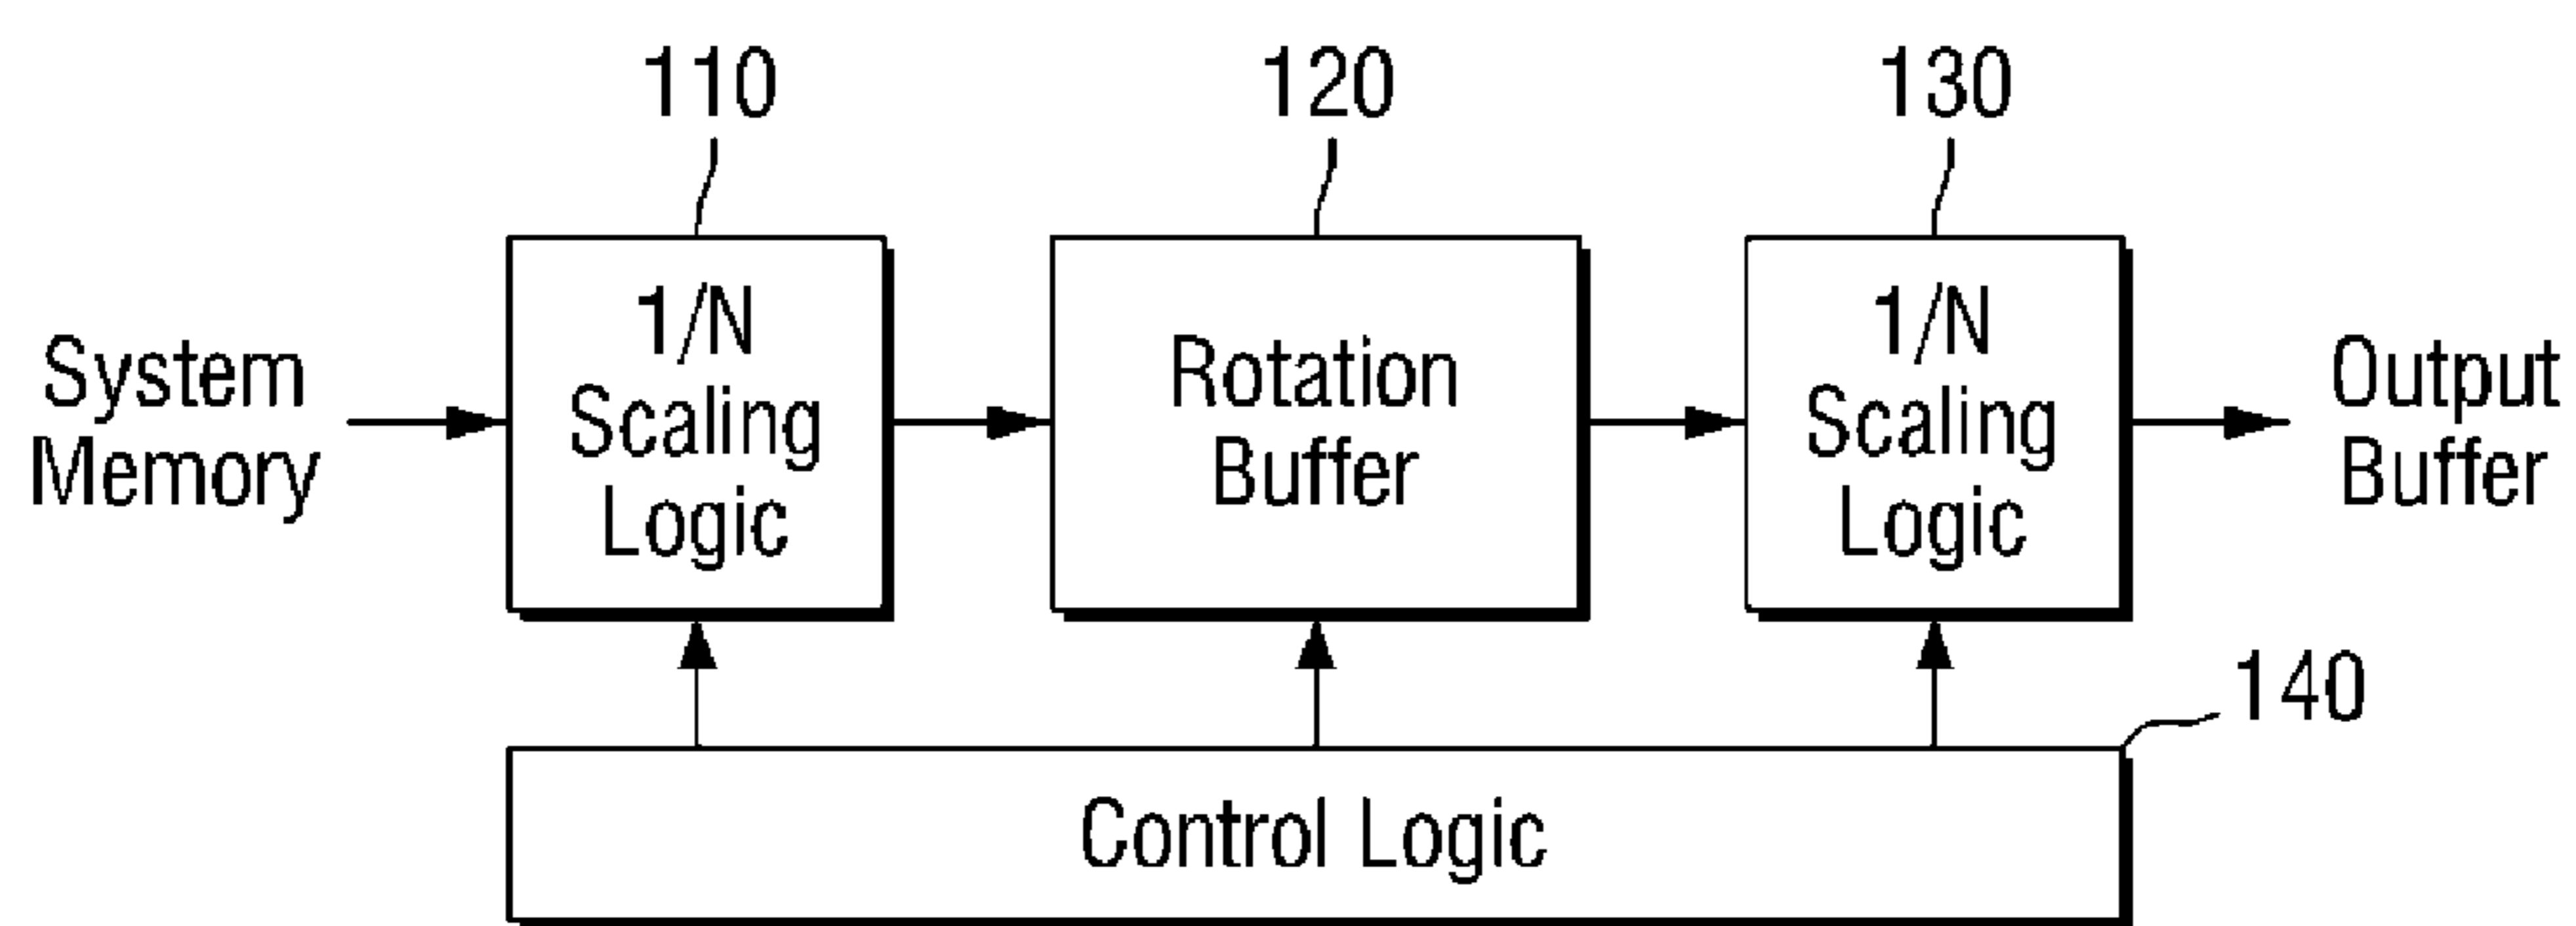 110
120
130
System
Memory
1/N
Scaling
Logic
Rotation
Buffer
1/N
Scaling
Logic
Output
Buffer
140
Control Logic